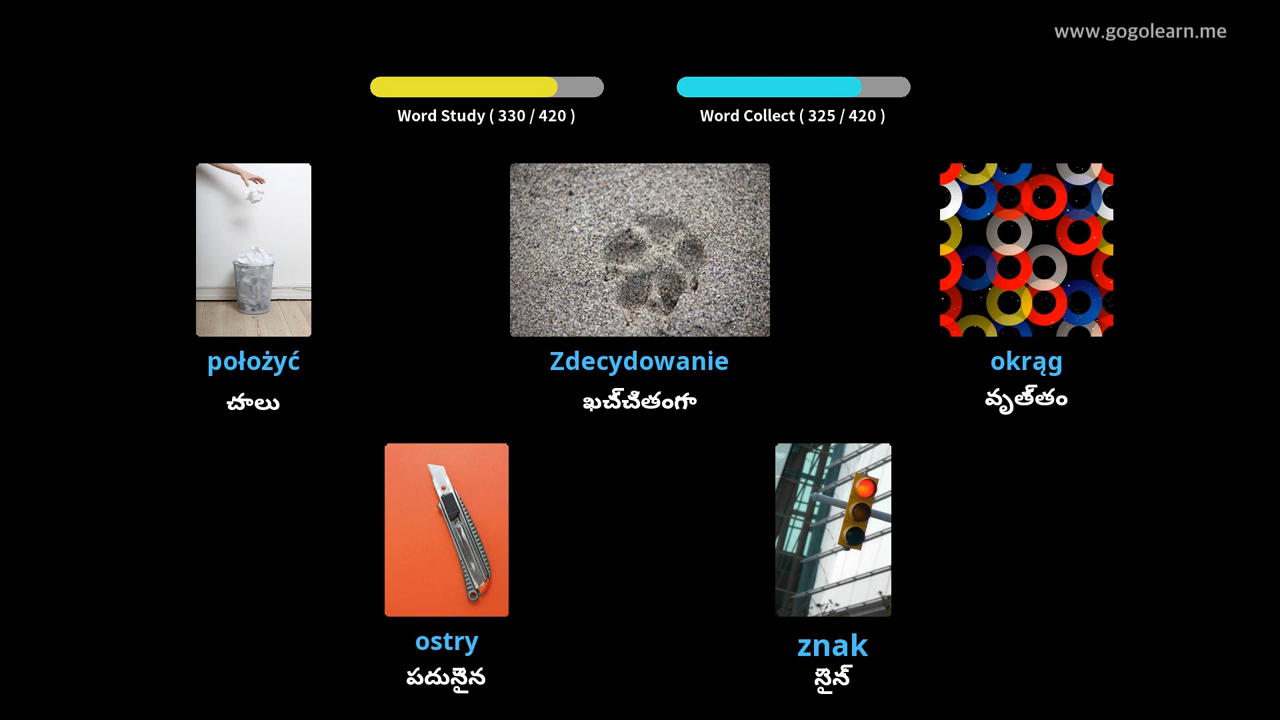 www.gogolearn.me
Word Study ( 330 / 420 )
Word Collect ( 325 / 420 )
położyć
Zdecydowanie
okrąg
చాలు
ఖచ్చితంగా
వృత్తం
ostry
znak
పదునైన
సైన్